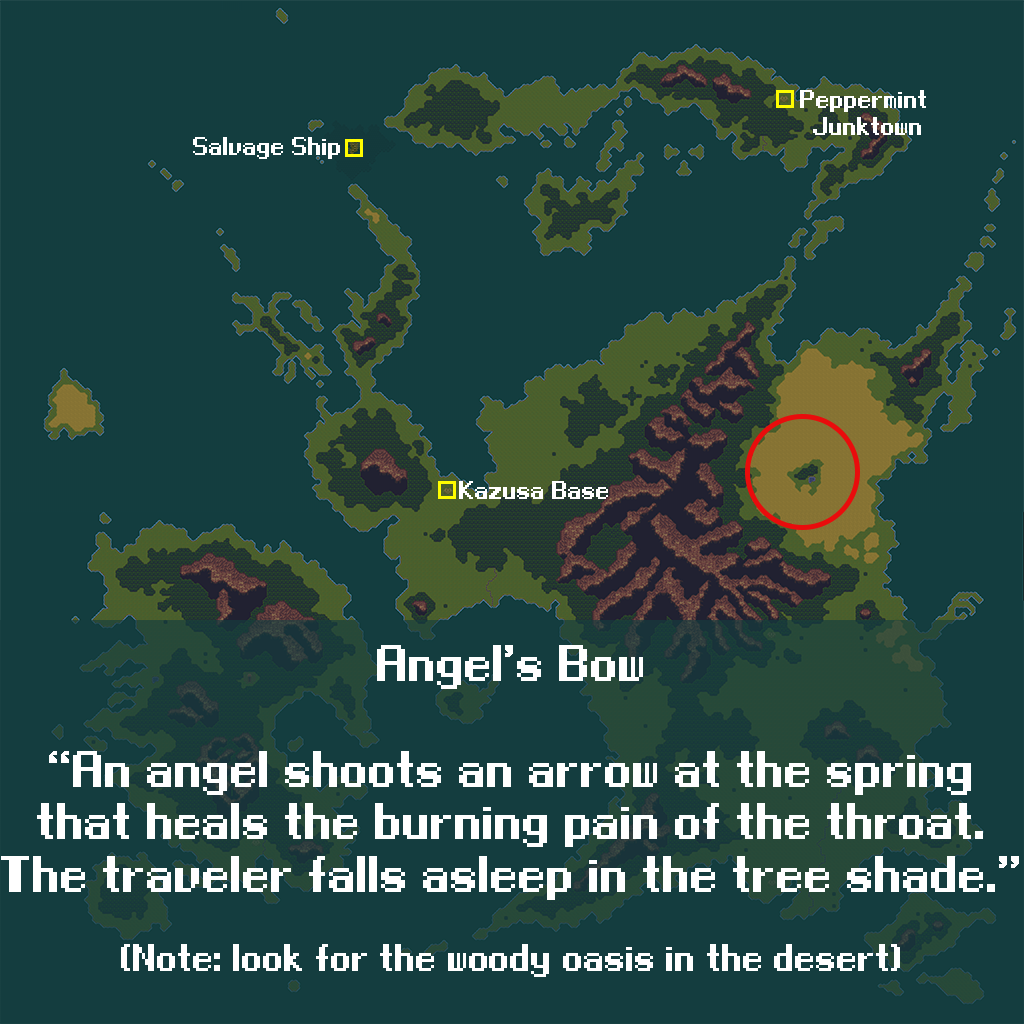 Peppermint
Junktown
Salvage Ship
Kazusa Base
Angel's Bow
“An angel shoots an arrow at the spring
that heals the burning pain of the throat.
The traveler falls asleep in the tree shade.”
(Note: look for the woody oasis in the desert)